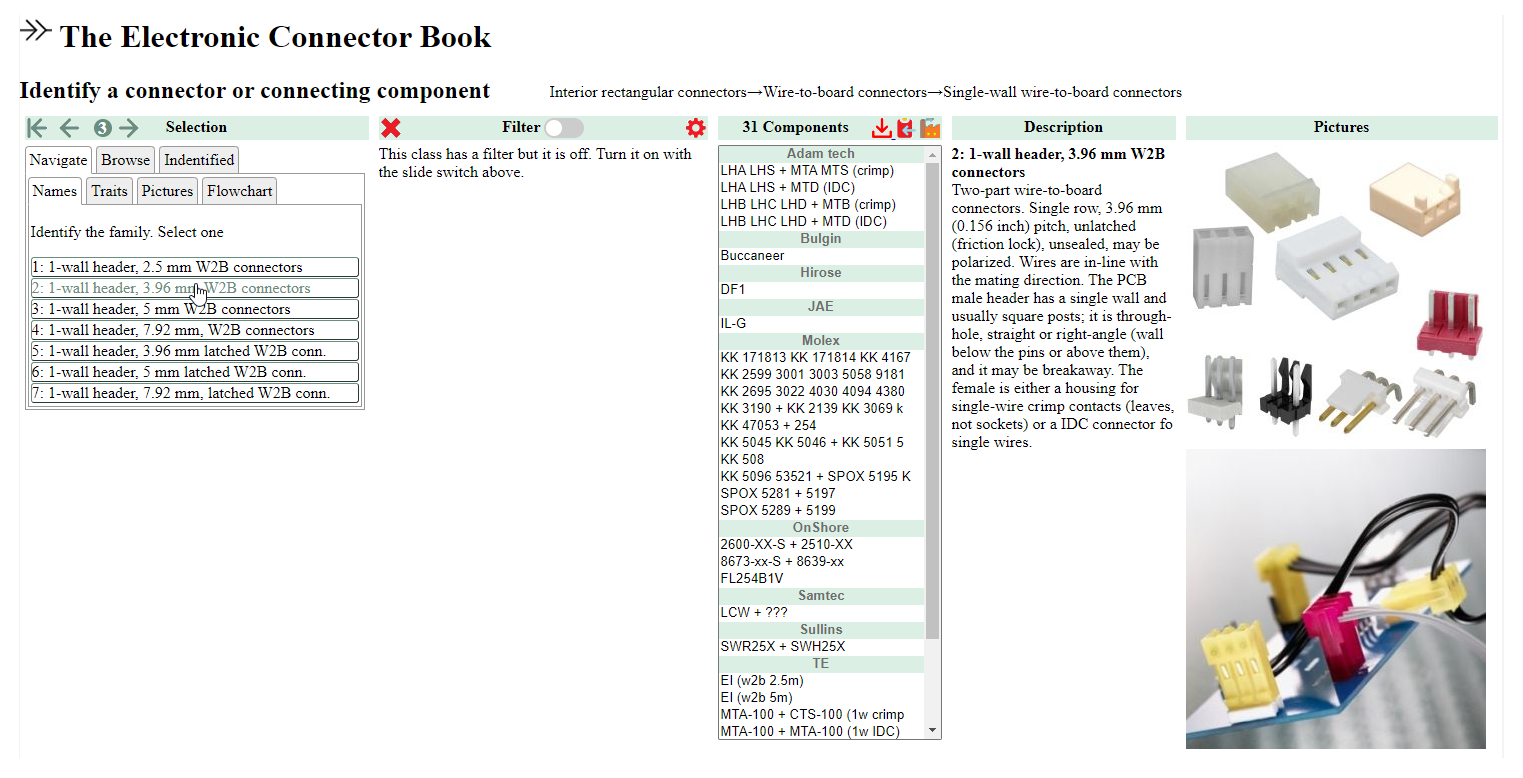 The Electronic Connector Book
Identify a connector or connecting component
Interior rectangular connectors→Wire-to-board connectors→Single-wall wire-to-board connectors
3 Selection
Navigate Browse Indentified
Names Traits Pictures Flowchart
Identify the family. Select one
1: 1-wall header, 2.5 mm W2B connectors
2: 1-wall header, 3.96 mm W2B connectors
3: 1-wall header, 5 mm W2B connectors
4: 1-wall header, 7.92 mm, W2B connectors
5: 1-wall header, 3.96 mm latched W2B conn.
6: 1-wall header, 5 mm latched W2B conn.
7: 1-wall header, 7.92 mm, latched W2B conn.
Filter
This class has a filter but it is off. Turn it on with
the slide switch above.
31 Components
Adam tech
LHA LHS + MTA MTS (crimp)
LHA LHS + MTD (IDC)
LHB LHC LHD + MTB (crimp)
LHB LHC LHD + MTD (IDC)
Bulgin
Buccaneer
Hirose
DF1
JAE
IL-G
Molex
KK 171813 KK 171814 KK 4167
KK 2599 3001 3003 5058 9181
KK 2695 3022 4030 4094 4380
KK 3190 + KK 2139 KK 3069 k
KK 47053 + 254
KK 5045 KK 5046 + KK 5051 5
KK 508
KK 5096 53521 + SPOX 5195 K
SPOX 5281 + 5197
SPOX 5289 + 5199
OnShore
2600-XX-S + 2510-XX
8673-xx-S + 8639-xx
FL254B1V
Samtec
LCW + ???
Sullins
SWR25X + SWH25X
TE
EI (w2b 2.5m)
EI (w2b 5m)
MTA-100 + CTS-100 (1w crimp
MTA-100 + MTA-100 (1w IDC)
Description
2: 1-wall header, 3.96 mm W2B
connectors
Two-part wire-to-board
connectors. Single row, 3.96 mm
(0.156 inch) pitch, unlatched
(friction lock), unsealed, may be
polarized. Wires are in-line with
the mating direction. The PCB
male header has a single wall and
usually square posts; it is through-
hole, straight or right-angle (wall
below the pins or above them),
and it may be breakaway. The
female is either a housing for
single-wire crimp contacts (leaves,
not sockets) or a IDC connector fo
single wires.
Pictures